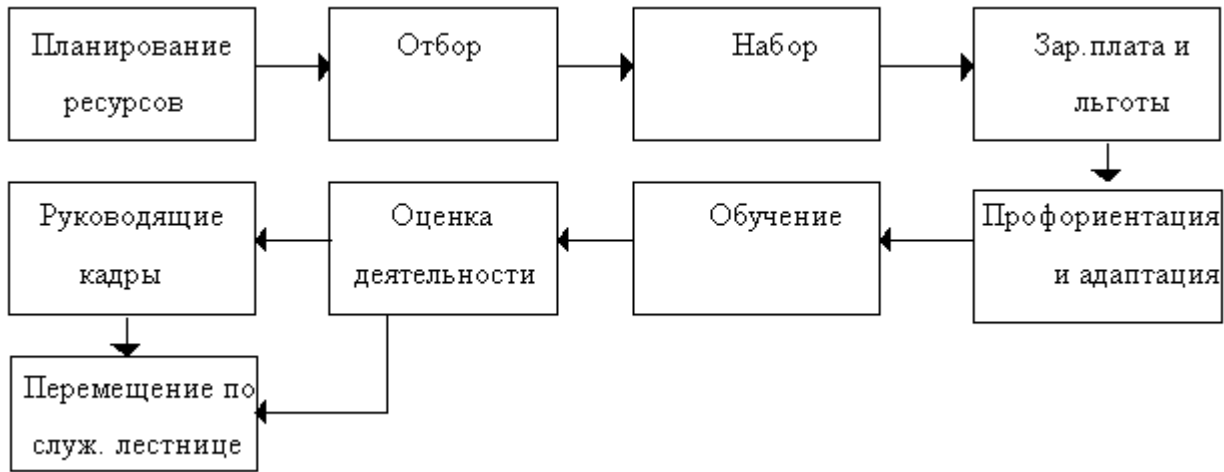 Планирование
ресурсов
Отбор
Набор
Зар.плата и
льготы
Руководящие
кадры
Оценка
деятельности
Обучение
Профориентация
и адаптация
Перемещение по
служ. лестнице